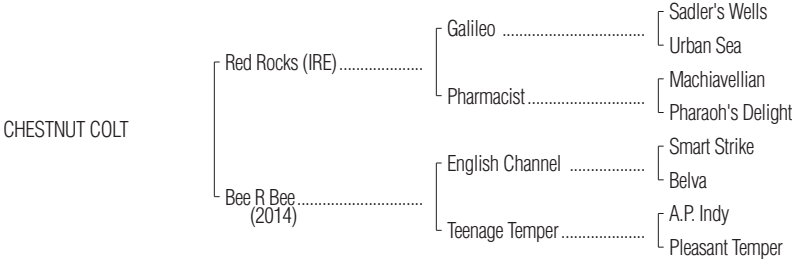 Sadler's Wells
Galileo ..........................................
Urban Sea
Red Rocks (IRE)........................
Machiavellian
Pharmacist...................................
Pharaoh's Delight
CHESTNUT COLT
Smart Strike
English Channel ......................
Belva
Bee R Bee.....................................
(2014)
A.P. Indy
Teenage Temper........................
Pleasant Temper